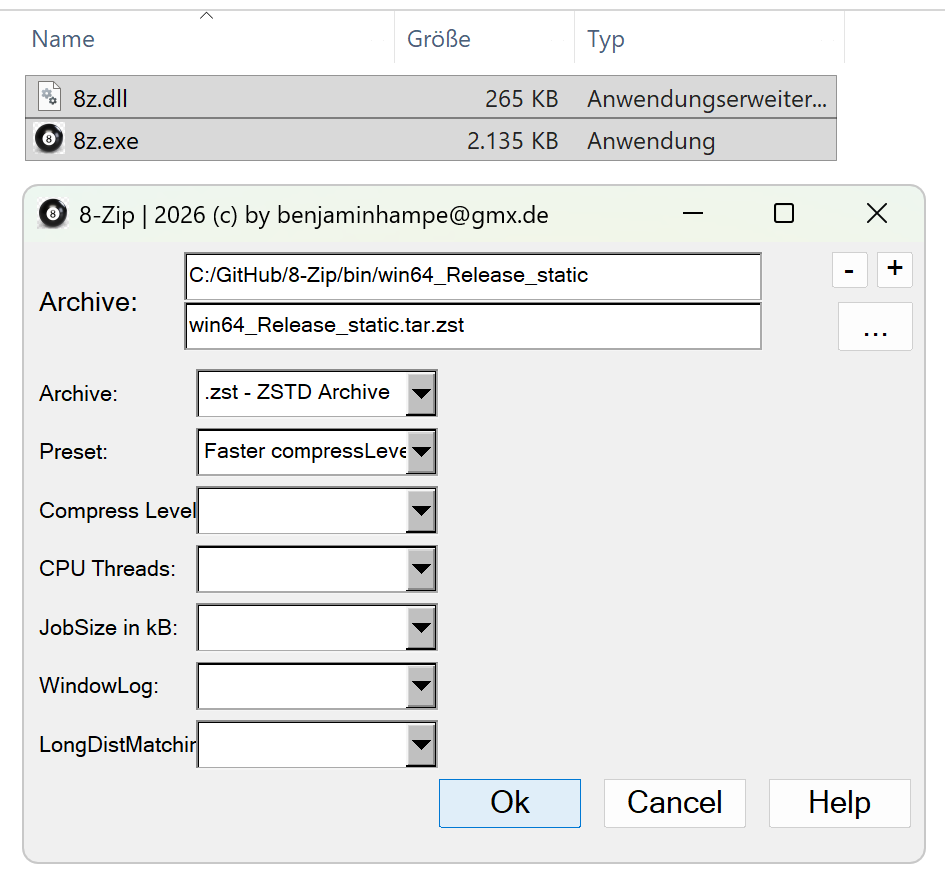 Name Größe Typ
8z.dll 265 KB Anwendungserweiter...
8z.exe 2.135 KB Anwendung
8-Zip | 2026 (c) by benjaminhampe@gmx.de
Archive:
C:/GitHub/8-Zip/bin/win64_Release_static
- +
win64_Release_static.tar.zst
...
Archive: .zst - ZSTD Archive
Preset: Faster compressLeve
Compress Level
CPU Threads:
JobSize in kB:
WindowLog:
LongDistMatchir
Ok Cancel Help